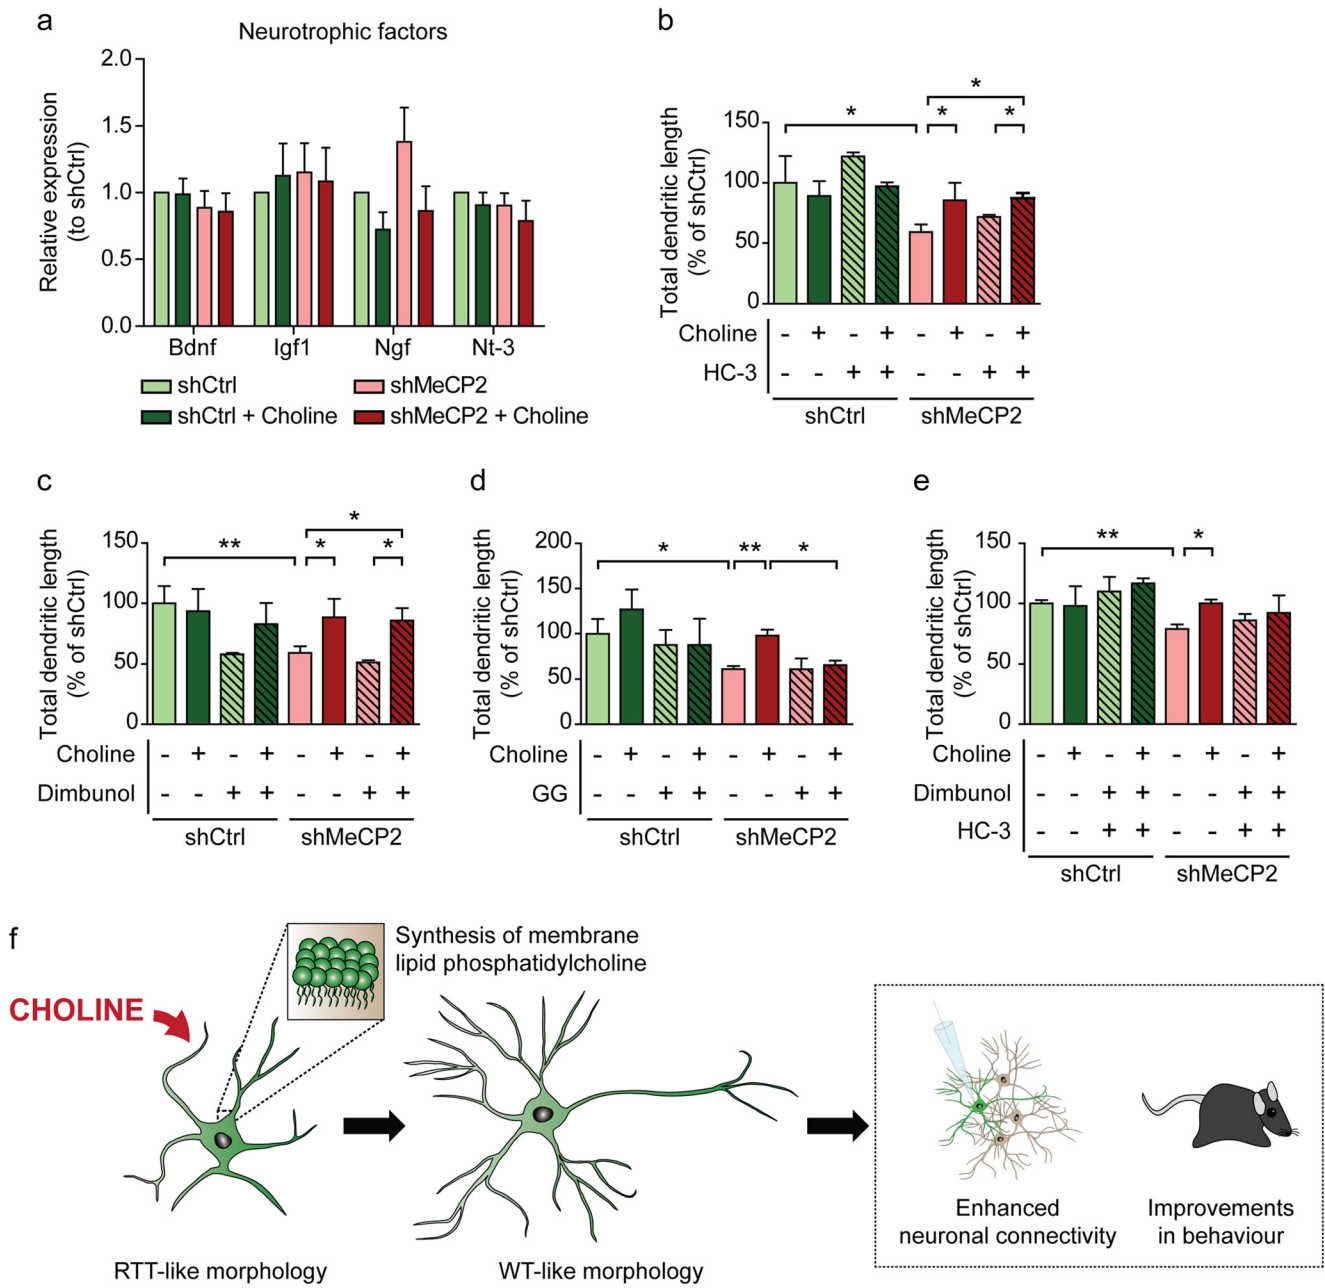 a
Neurotrophic factors
Relative expression
(to shCtrl)
2.0
1.5
1.0
0.5
0.0
Bdnf Igf1 Ngf Nt-3
shCtrl shMeCP2
shCtrl + Choline shMeCP2 + Choline
b
Total dendritic length
(% of shCtrl)
150
100
50
0
*
* * *
Choline - + - + - + - +
HC-3 - - + + - - + +
shCtrl shMeCP2
c
Total dendritic length
(% of shCtrl)
150
100
50
0
*
** * *
Choline - + - + - + - +
Dimbunol - - + + - - + +
shCtrl shMeCP2
d
Total dendritic length
(% of shCtrl)
200
150
100
50
0
* ** *
Choline - + - + - + - +
GG - - + + - - + +
shCtrl shMeCP2
e
Total dendritic length
(% of shCtrl)
150
100
50
0
** *
Choline - + - + - + - +
Dimbunol - - + + - - + +
HC-3 - - + + - - + +
shCtrl shMeCP2
f
Synthesis of membrane
lipid phosphatidylcholine
CHOLINE
RTT-like morphology
WT-like morphology
Enhanced
neuronal connectivity
Improvements
in behaviour